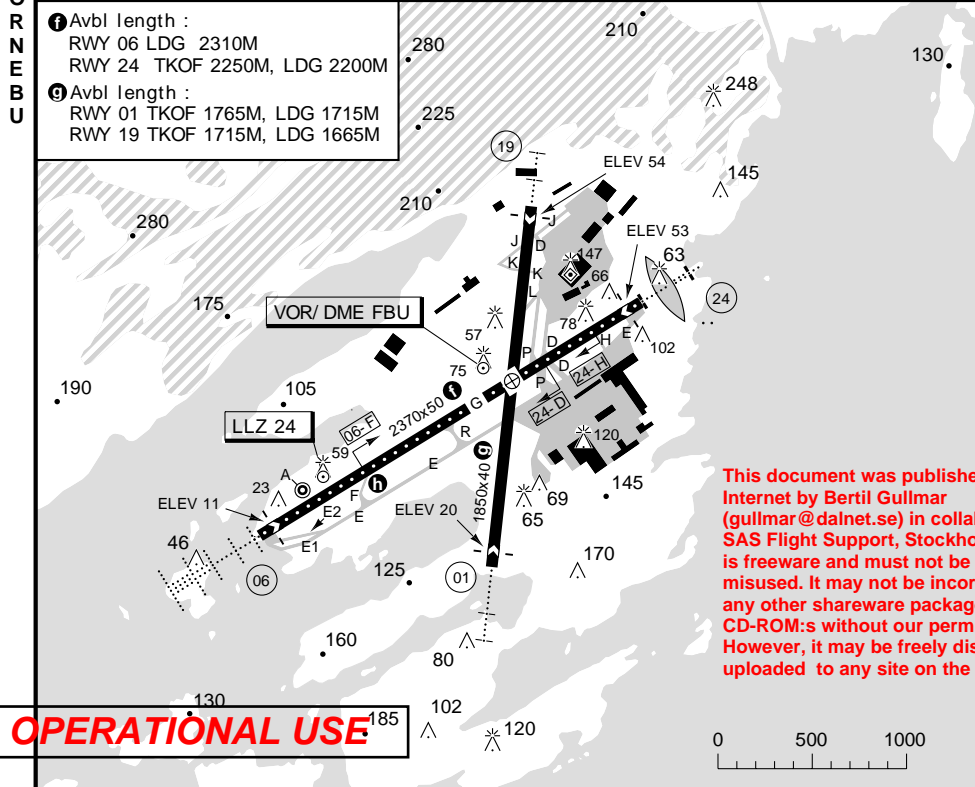 ORNEBU
f Avbl length :
RWY 06 LDG 2310M
RWY 24 TKOF 2250M, LDG 2200M
g Avbl length :
RWY 01 TKOF 1765M, LDG 1715M
RWY 19 TKOF 1715M, LDG 1665M
210
280
130
248
225
19
ELEV 54
145
210
J
ELEV 53
280
J
D
K
K
147
63
66
L
24
175
VOR/ DME FBU
57
78
E
102
P
D
H
75
D
24-H
190
105
P
24-D
2370x50
f
G
LLZ 24
06-F
R
120
59
E
g
A
h
1850x40
23
F
E
69
145
ELEV 11
E2
ELEV 20
65
46
E1
06
01
170
125
160
80
130
185
102
120
OPERATIONAL USE
This document was publishe
Internet by Bertil Gullmar
(gullmar@dalnet.se) in colla
SAS Flight Support, Stockho
is freeware and must not be
misused. It may not be incor
any other shareware packag
CD-ROM:s without our perm
However, it may be freely dis
uploaded to any site on the
0 500 1000